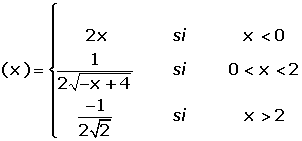 2x si x < 0
(x) = { 1/(2√(-x+4)) si 0 < x < 2
-1/(2√2) si x > 2